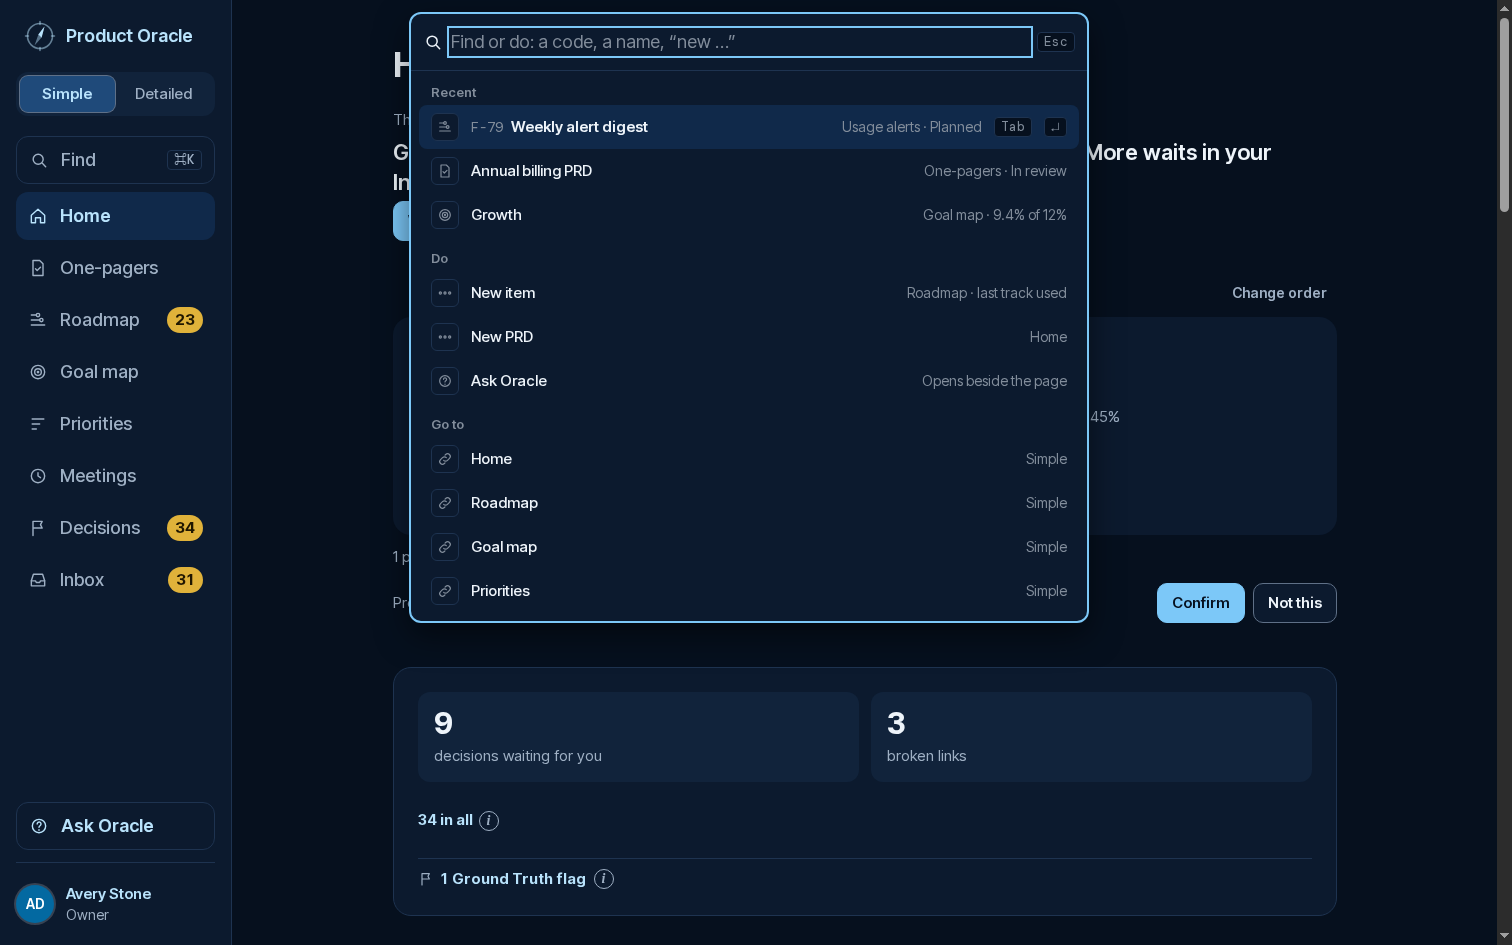 Product Oracle
Simple
Detailed
Find
⌘K
Home
One-pagers
Roadmap
23
Goal map
Priorities
Meetings
Decisions
34
Inbox
31
Ask Oracle
AD
Avery Stone
Owner
Find or do: a code, a name, “new …”
Esc
Recent
F-79 Weekly alert digest
Usage alerts · Planned
Tab
↵
Annual billing PRD
One-pagers · In review
Growth
Goal map · 9.4% of 12%
Do
New item
Roadmap · last track used
New PRD
Home
Ask Oracle
Opens beside the page
Go to
Home
Simple
Roadmap
Simple
Goal map
Simple
Priorities
Simple
More waits in your
Change order
45%
Confirm
Not this
9
decisions waiting for you
3
broken links
34 in all
i
1 Ground Truth flag
i